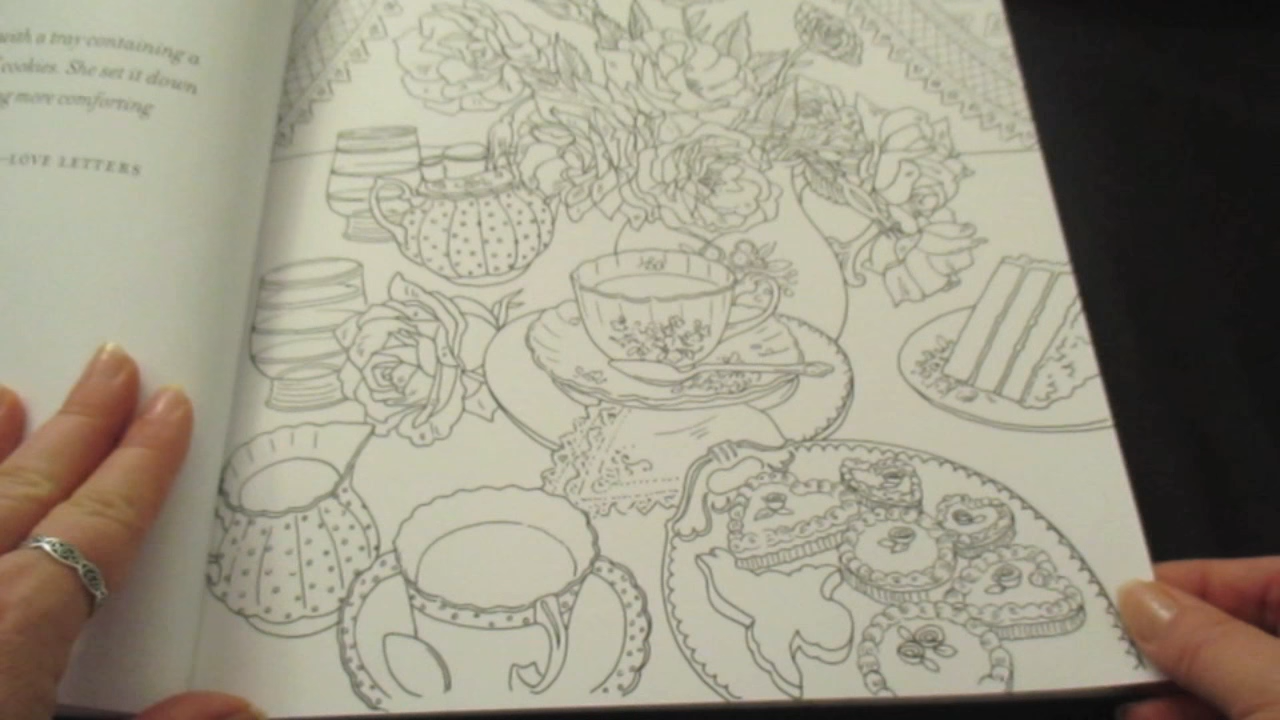 with a tray containing a
cookies. She set it down
more comforting
—LOVE LETTERS